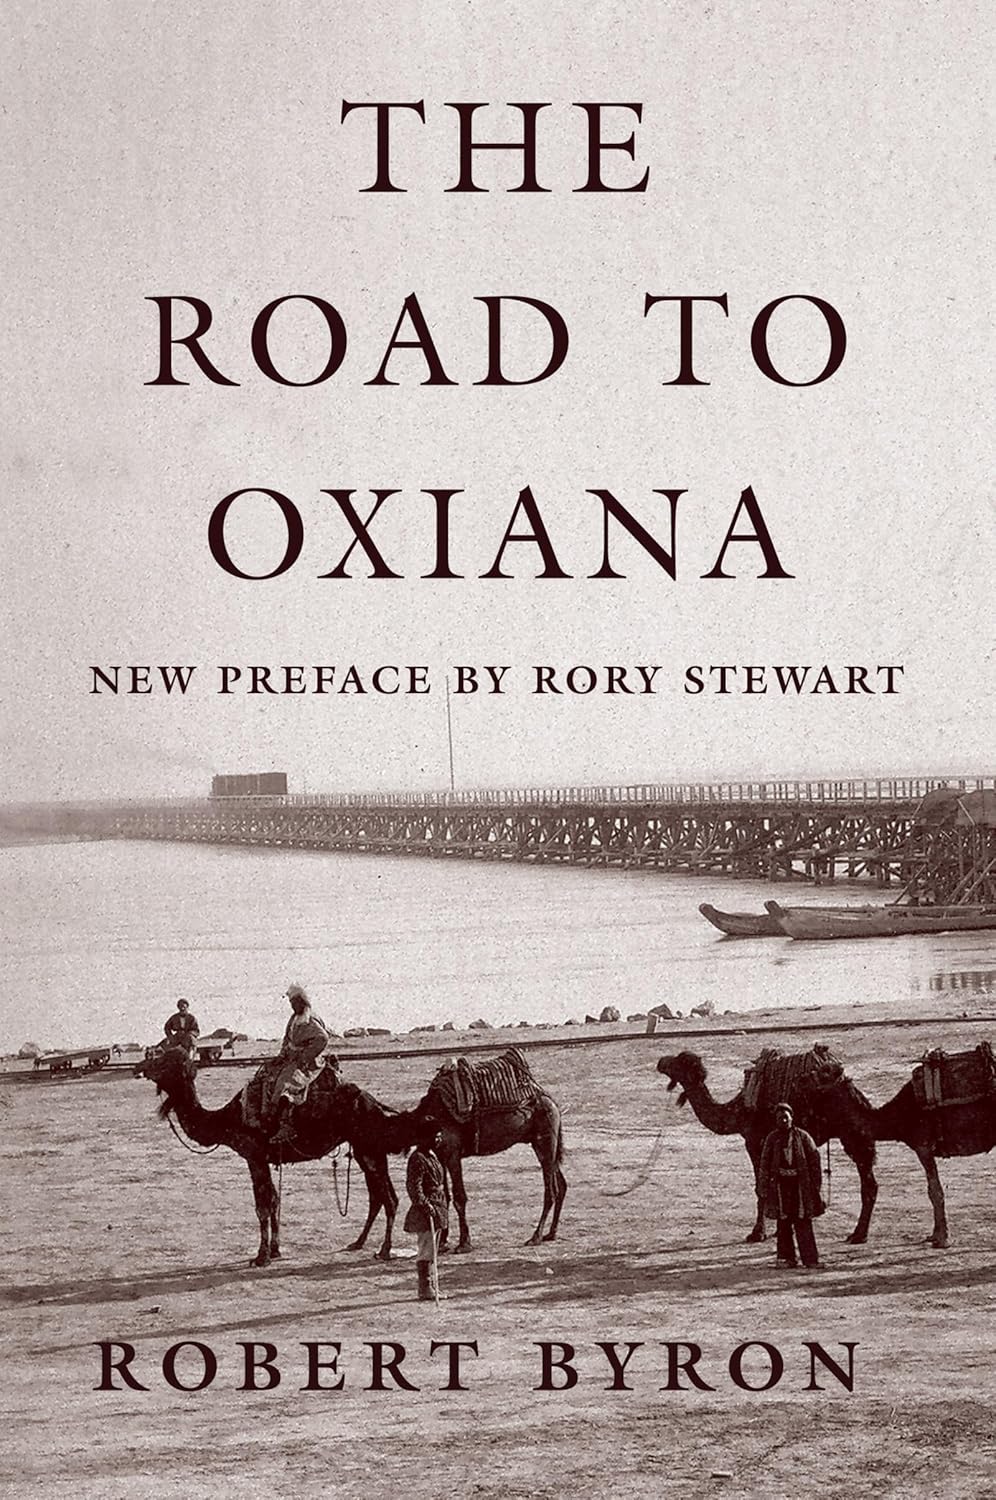 THE
ROAD TO
OXIANA
NEW PREFACE BY RORY STEWART
ROBERT BYRON